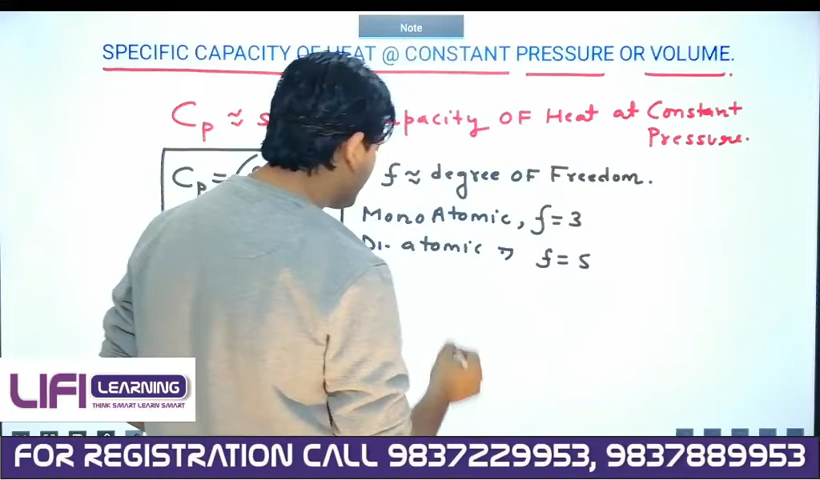 Note
SPECIFIC CAPACITY OF HEAT @ CONSTANT PRESSURE OR VOLUME.
Cp ≈ apacity OF Heat at Constant
Pressure.
Cp = (
f ≈ degree OF Freedom.
MonoAtomic, f = 3
Di. atomic ⇒ f = 5
LIFI LEARNING
THINK SMART LEARN SMART
FOR REGISTRATION CALL 9837229953, 9837889953